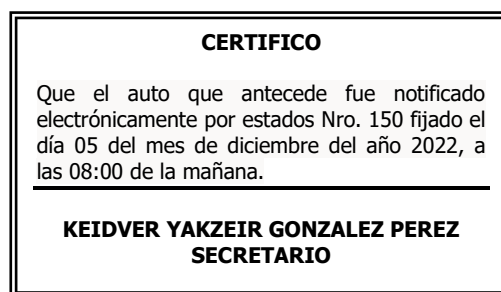 CERTIFICO
Que el auto que antecede fue notificado
electrónicamente por estados Nro. 150 fijado el
día 05 del mes de diciembre del año 2022, a
las 08:00 de la mañana.
KEIDVER YAKZEIR GONZALEZ PEREZ
SECRETARIO